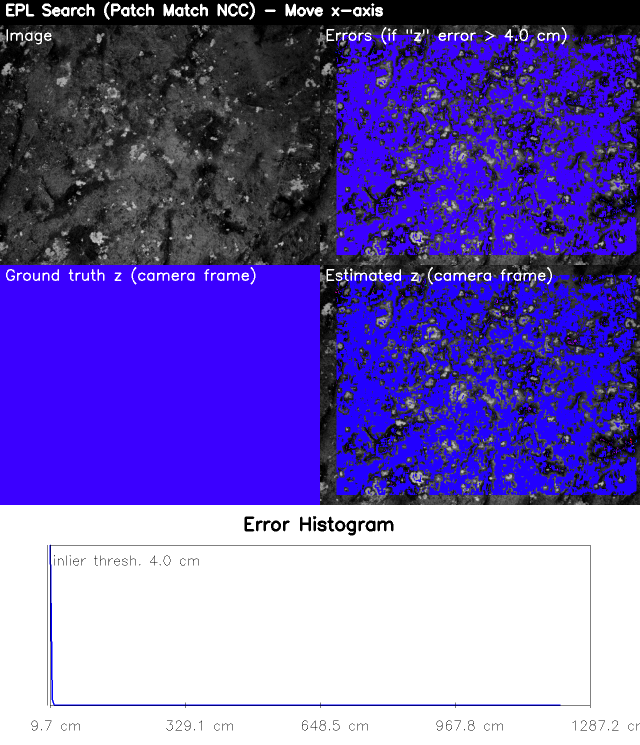 EPL Search (Patch Match NCC) - Move x-axis
Image
Errors (if "z" error > 4.0 cm)
Ground truth z (camera frame)
Estimated z (camera frame)
Error Histogram
inlier thresh. 4.0 cm
9.7 cm 329.1 cm 648.5 cm 967.8 cm 1287.2 cm